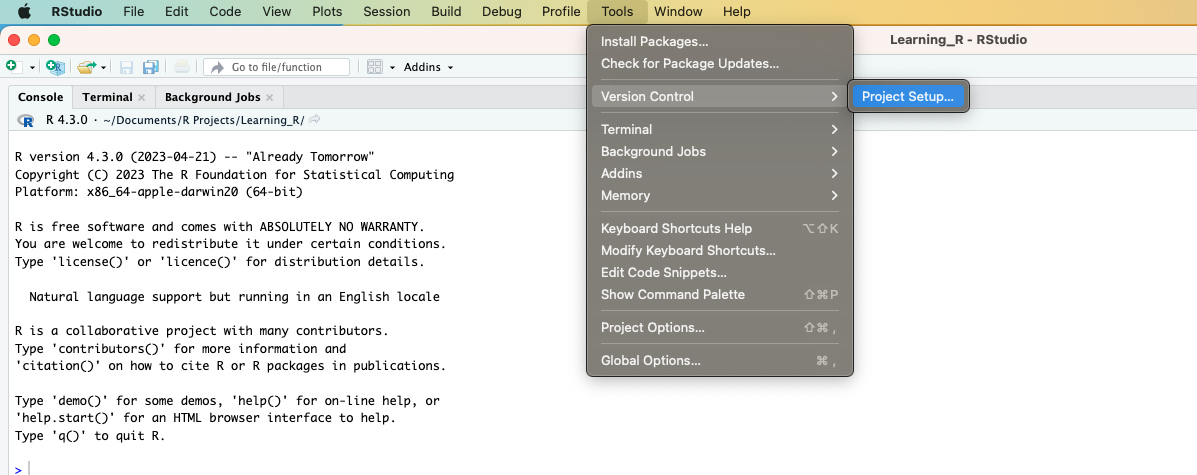 RStudio File Edit Code View Plots Session Build Debug Profile Tools Window Help
Learning_R - RStudio
Go to file/function Addins
Console Terminal Background Jobs
R 4.3.0 · ~/Documents/R Projects/Learning_R/
R version 4.3.0 (2023-04-21) -- "Already Tomorrow"
Copyright (C) 2023 The R Foundation for Statistical Computing
Platform: x86_64-apple-darwin20 (64-bit)
R is free software and comes with ABSOLUTELY NO WARRANTY.
You are welcome to redistribute it under certain conditions.
Type 'license()' or 'licence()' for distribution details.
Natural language support but running in an English locale
R is a collaborative project with many contributors.
Type 'contributors()' for more information and
'citation()' on how to cite R or R packages in publications.
Type 'demo()' for some demos, 'help()' for on-line help, or
'help.start()' for an HTML browser interface to help.
Type 'q()' to quit R.
>
Install Packages...
Check for Package Updates...
Version Control
Project Setup...
Terminal
Background Jobs
Addins
Memory
Keyboard Shortcuts Help ⌥⇧K
Modify Keyboard Shortcuts...
Edit Code Snippets...
Show Command Palette ⇧⌘P
Project Options... ⇧⌘,
Global Options... ⌘,